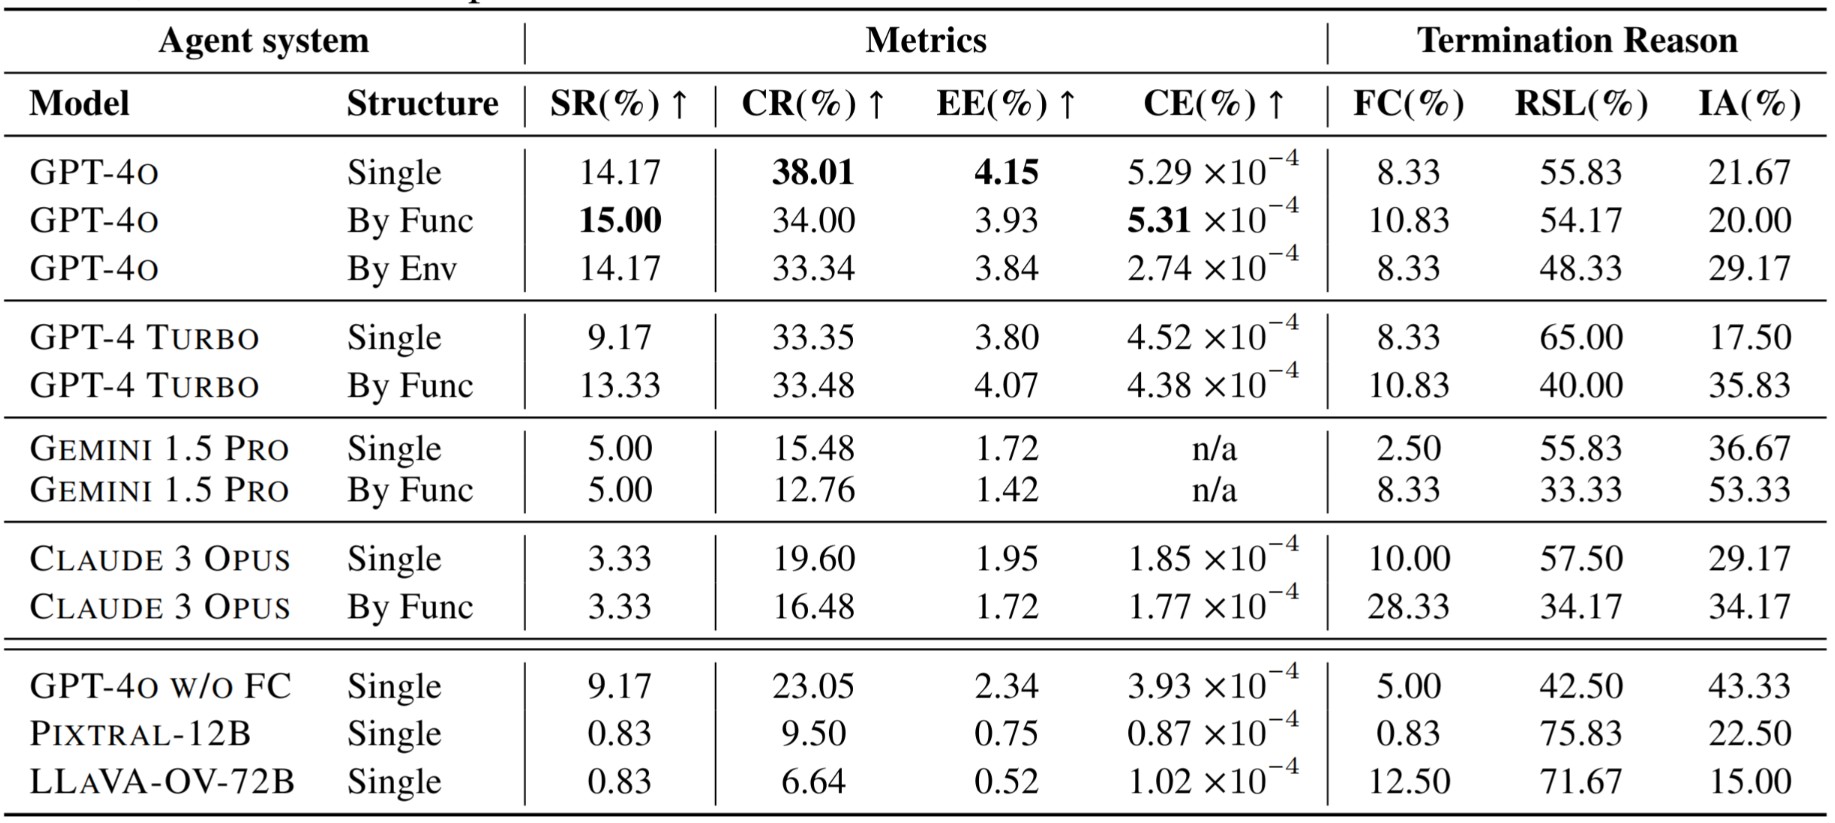 Agent system Metrics Termination Reason
Model Structure SR(%) ↑ CR(%) ↑ EE(%) ↑ CE(%) ↑ FC(%) RSL(%) IA(%)
GPT-4O Single 14.17 38.01 4.15 5.29 ×10⁻⁴ 8.33 55.83 21.67
GPT-4O By Func 15.00 34.00 3.93 5.31 ×10⁻⁴ 10.83 54.17 20.00
GPT-4O By Env 14.17 33.34 3.84 2.74 ×10⁻⁴ 8.33 48.33 29.17
GPT-4 TURBO Single 9.17 33.35 3.80 4.52 ×10⁻⁴ 8.33 65.00 17.50
GPT-4 TURBO By Func 13.33 33.48 4.07 4.38 ×10⁻⁴ 10.83 40.00 35.83
GEMINI 1.5 PRO Single 5.00 15.48 1.72 n/a 2.50 55.83 36.67
GEMINI 1.5 PRO By Func 5.00 12.76 1.42 n/a 8.33 33.33 53.33
CLAUDE 3 OPUS Single 3.33 19.60 1.95 1.85 ×10⁻⁴ 10.00 57.50 29.17
CLAUDE 3 OPUS By Func 3.33 16.48 1.72 1.77 ×10⁻⁴ 28.33 34.17 34.17
GPT-4O W/O FC Single 9.17 23.05 2.34 3.93 ×10⁻⁴ 5.00 42.50 43.33
PIXTRAL-12B Single 0.83 9.50 0.75 0.87 ×10⁻⁴ 0.83 75.83 22.50
LLAVA-OV-72B Single 0.83 6.64 0.52 1.02 ×10⁻⁴ 12.50 71.67 15.00